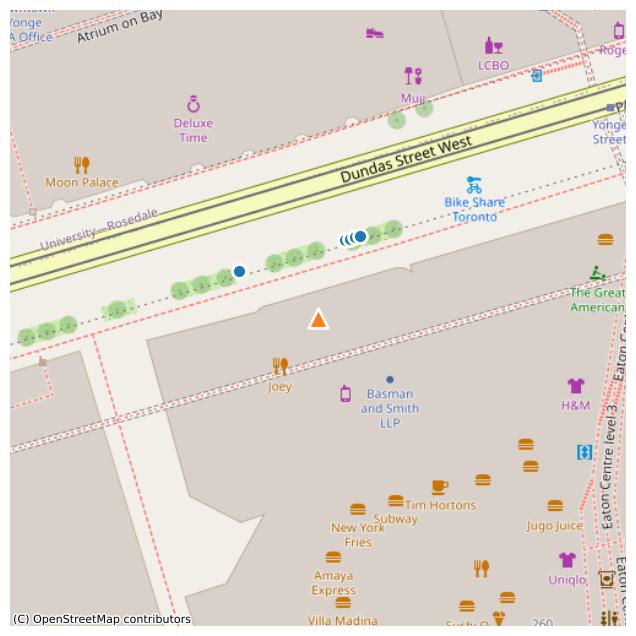 Yonge
A Office
Atrium on Bay
LCBO
Muji
Deluxe
Time
Moon Palace
Dundas Street West
Yonge
Street
University—Rosedale
Bike Share
Toronto
The Great
American
Joey
Basman
and Smith
LLP
H&M
Eaton Centre level 3
Tim Hortons
Subway
New York
Fries
Jugo Juice
Amaya
Express
Uniqlo
Villa Madina
260
(C) OpenStreetMap contributors